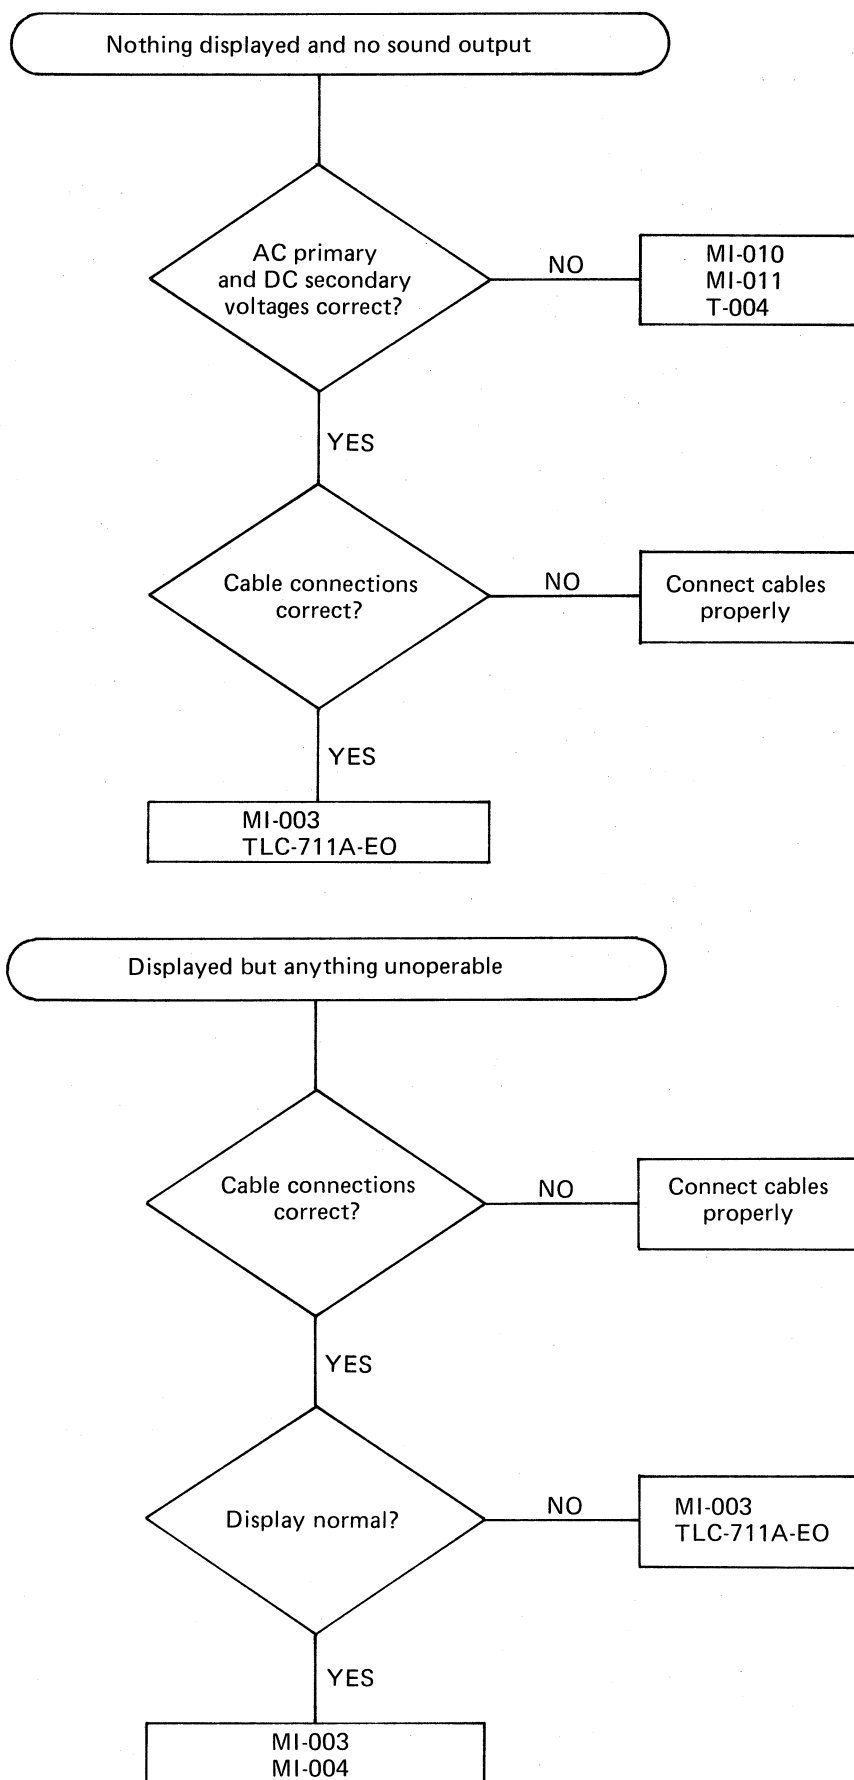 Nothing displayed and no sound output
AC primary
and DC secondary
voltages correct?
NO
MI-010
MI-011
T-004
YES
Cable connections
correct?
NO
Connect cables
properly
YES
MI-003
TLC-711A-EO
Displayed but anything unoperable
Cable connections
correct?
NO
Connect cables
properly
YES
Display normal?
NO
MI-003
TLC-711A-EO
YES
MI-003
MI-004